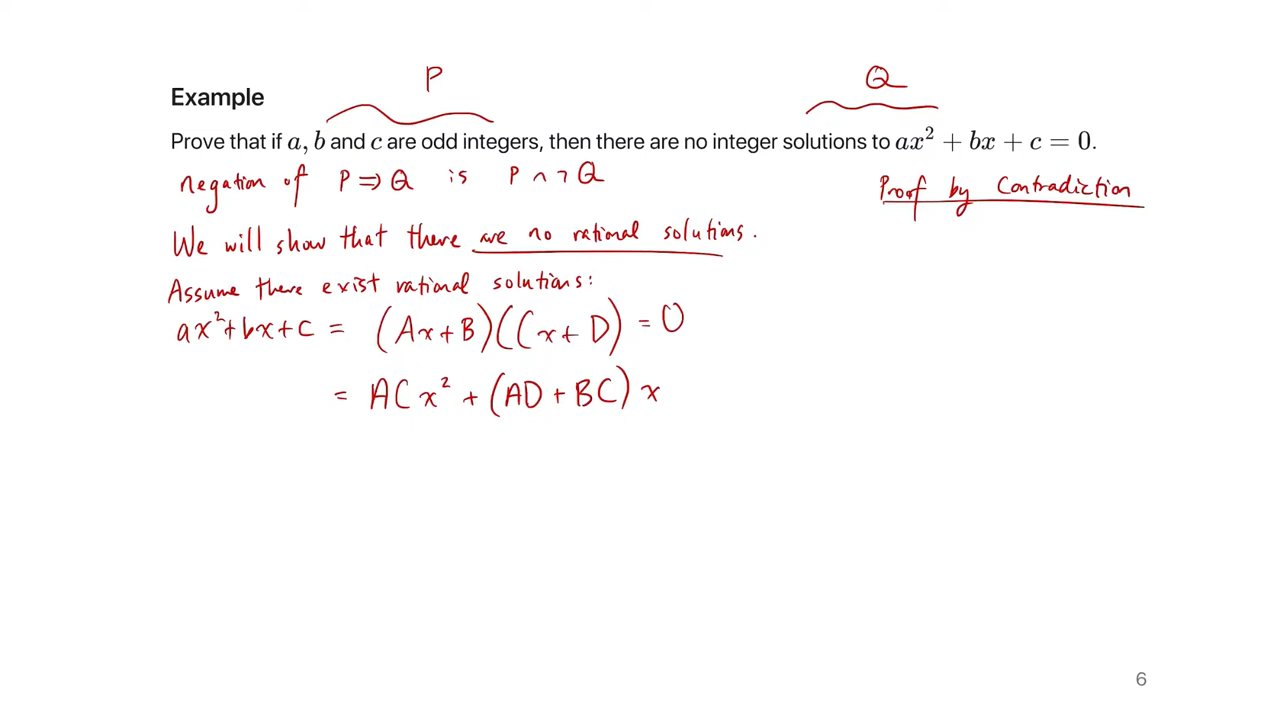 P
Q
Example
Prove that if a, b and c are odd integers, then there are no integer solutions to ax² + bx + c = 0.
negation of P ⇒ Q is P ∧ ¬ Q
Proof by Contradiction
We will show that there are no rational solutions.
Assume there exist rational solutions:
ax² + bx + c = (Ax + B)(Cx + D) = 0
= ACx² + (AD + BC) x
6